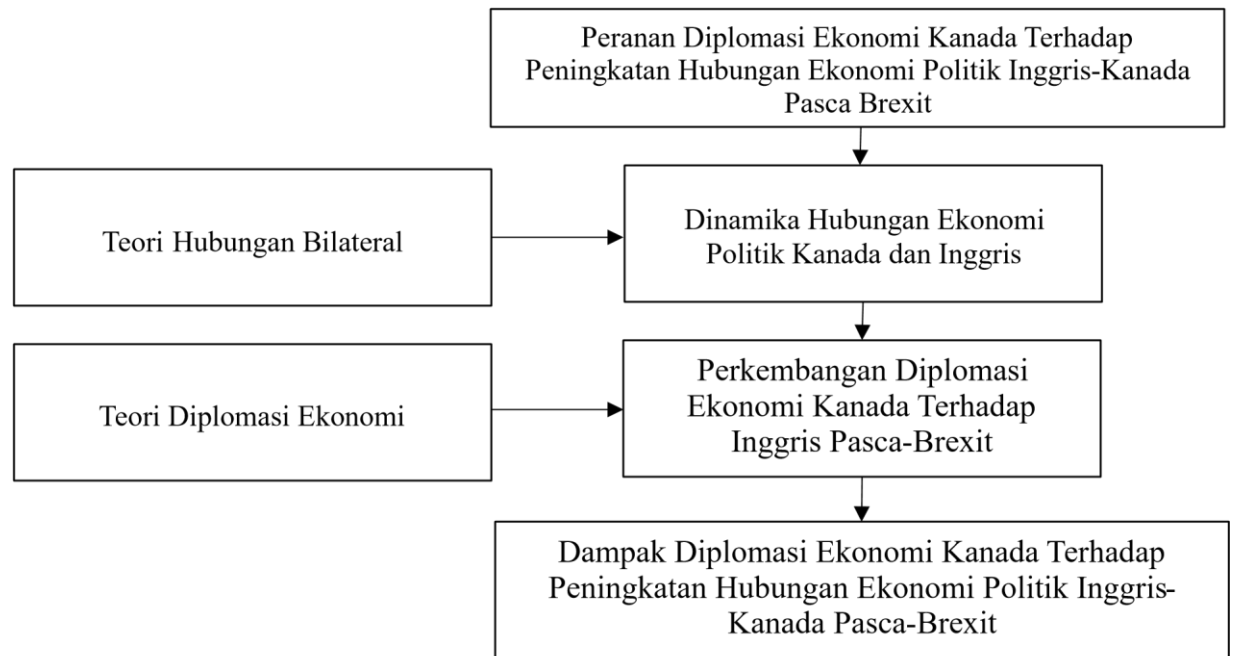 Peranan Diplomasi Ekonomi Kanada Terhadap
Peningkatan Hubungan Ekonomi Politik Inggris-Kanada
Pasca Brexit
Teori Hubungan Bilateral
Dinamika Hubungan Ekonomi
Politik Kanada dan Inggris
Teori Diplomasi Ekonomi
Perkembangan Diplomasi
Ekonomi Kanada Terhadap
Inggris Pasca-Brexit
Dampak Diplomasi Ekonomi Kanada Terhadap
Peningkatan Hubungan Ekonomi Politik Inggris-
Kanada Pasca-Brexit